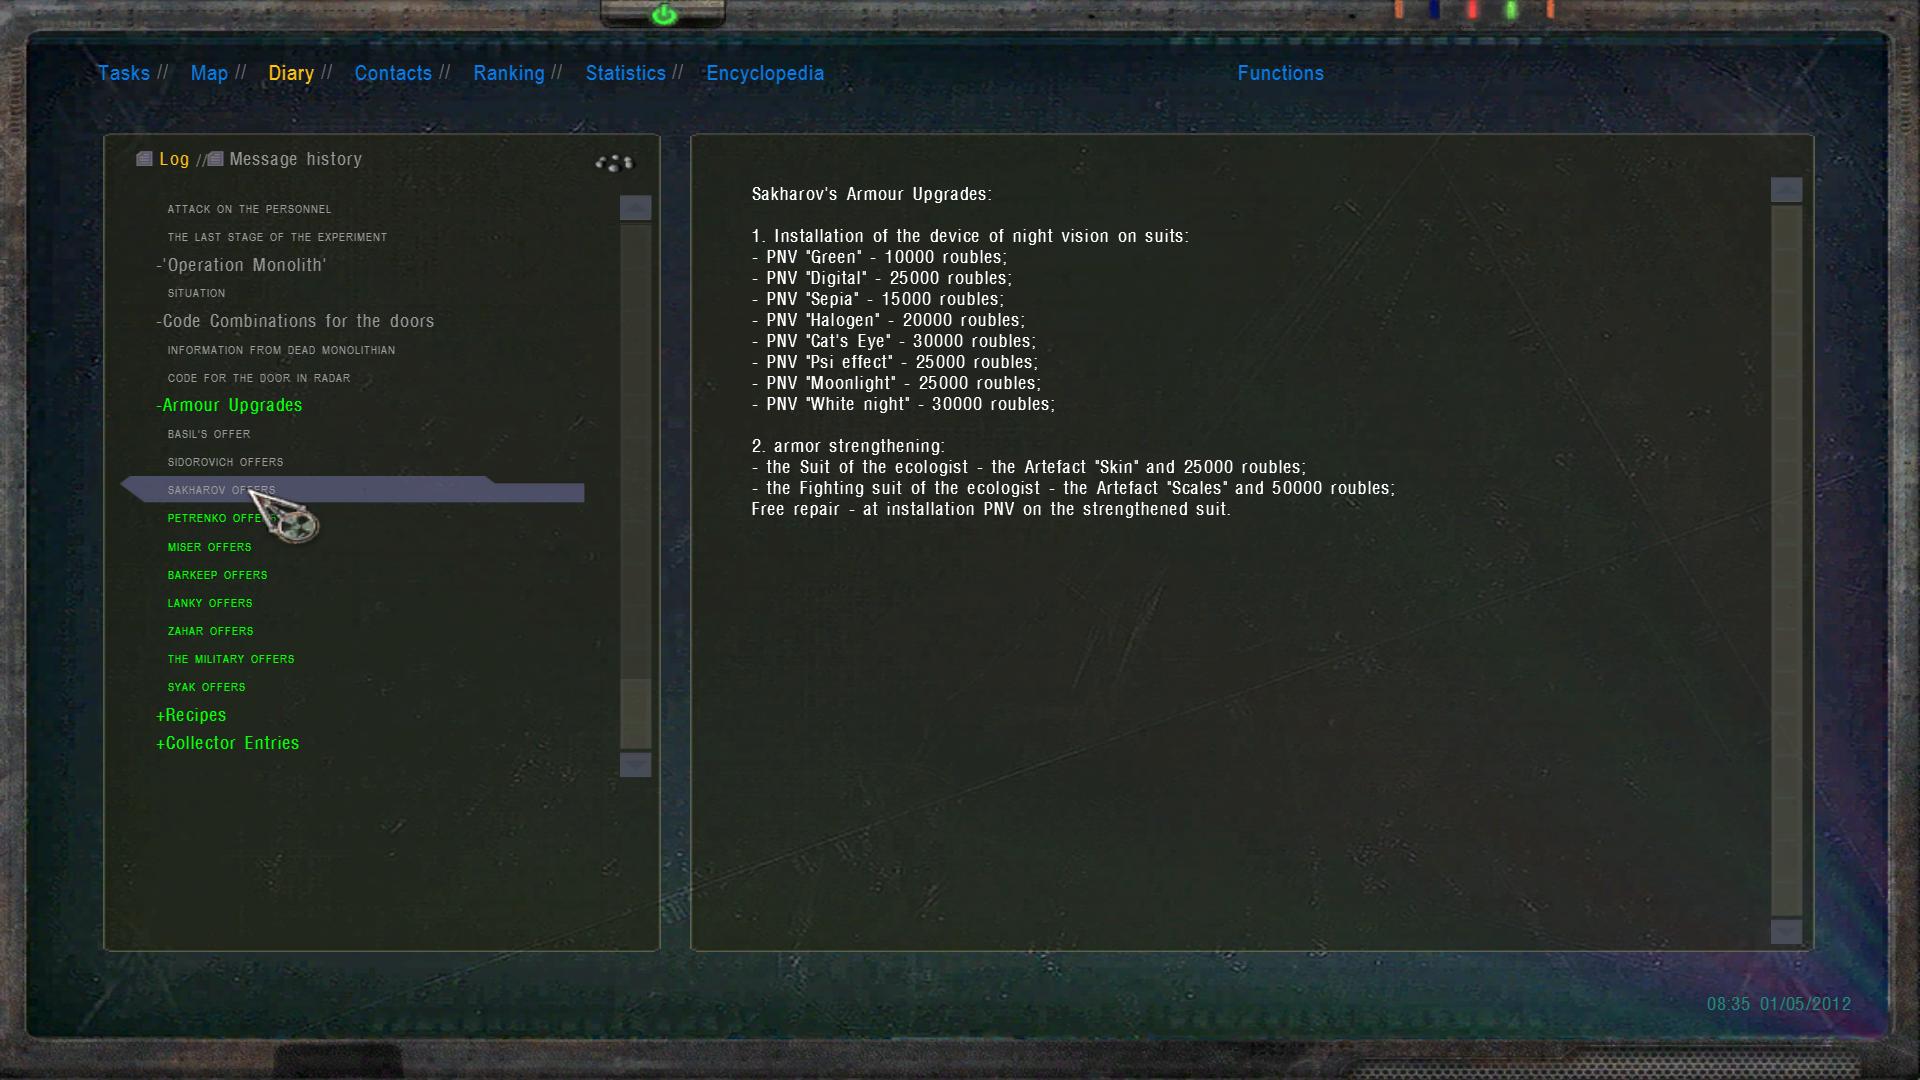 Tasks // Map // Diary // Contacts // Ranking // Statistics // Encyclopedia
Functions
Log // Message history
ATTACK ON THE PERSONNEL
THE LAST STAGE OF THE EXPERIMENT
-'Operation Monolith'
SITUATION
-Code Combinations for the doors
INFORMATION FROM DEAD MONOLITHIAN
CODE FOR THE DOOR IN RADAR
-Armour Upgrades
BASIL'S OFFER
SIDOROVICH OFFERS
SAKHAROV OFFERS
PETRENKO OFFERS
MISER OFFERS
BARKEEP OFFERS
LANKY OFFERS
ZAHAR OFFERS
THE MILITARY OFFERS
SYAK OFFERS
+Recipes
+Collector Entries
Sakharov's Armour Upgrades:
1. Installation of the device of night vision on suits:
- PNV "Green" - 10000 roubles;
- PNV "Digital" - 25000 roubles;
- PNV "Sepia" - 15000 roubles;
- PNV "Halogen" - 20000 roubles;
- PNV "Cat's Eye" - 30000 roubles;
- PNV "Psi effect" - 25000 roubles;
- PNV "Moonlight" - 25000 roubles;
- PNV "White night" - 30000 roubles;
2. armor strengthening:
- the Suit of the ecologist - the Artefact "Skin" and 25000 roubles;
- the Fighting suit of the ecologist - the Artefact "Scales" and 50000 roubles;
Free repair - at installation PNV on the strengthened suit.
08:35 01/05/2012